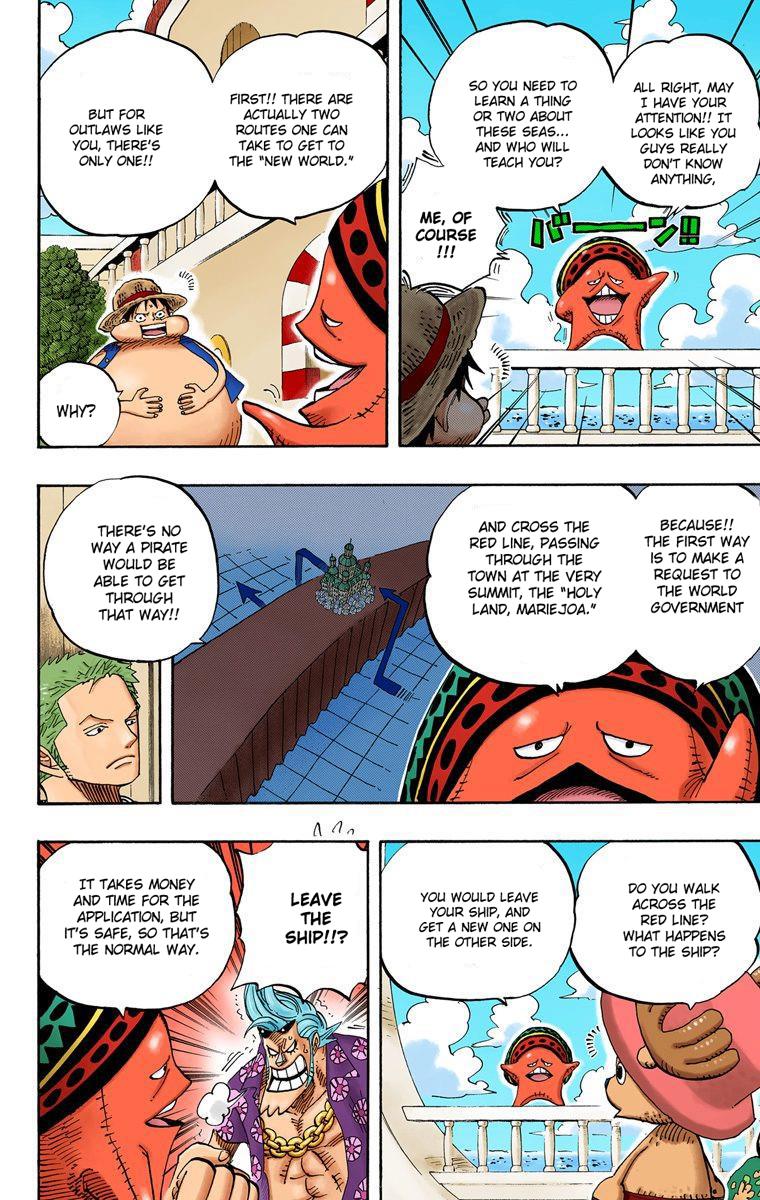 ALL RIGHT, MAY
I HAVE YOUR
ATTENTION!! IT
LOOKS LIKE YOU
GUYS REALLY
DON'T KNOW
ANYTHING,
SO YOU NEED TO
LEARN A THING
OR TWO ABOUT
THESE SEAS...
AND WHO WILL
TEACH YOU?
バーン!!
ME, OF
COURSE
!!!
FIRST!! THERE ARE
ACTUALLY TWO
ROUTES ONE CAN
TAKE TO GET TO
THE "NEW WORLD."
BUT FOR
OUTLAWS LIKE
YOU, THERE'S
ONLY ONE!!
WHY?
BECAUSE!!
THE FIRST WAY
IS TO MAKE A
REQUEST TO
THE WORLD
GOVERNMENT
AND CROSS THE
RED LINE, PASSING
THROUGH THE
TOWN AT THE VERY
SUMMIT, THE "HOLY
LAND, MARIEJOA."
THERE'S NO
WAY A PIRATE
WOULD BE
ABLE TO GET
THROUGH
THAT WAY!!
DO YOU WALK
ACROSS THE
RED LINE?
WHAT HAPPENS
TO THE SHIP?
YOU WOULD LEAVE
YOUR SHIP, AND
GET A NEW ONE ON
THE OTHER SIDE.
LEAVE
THE
SHIP!!?
IT TAKES MONEY
AND TIME FOR THE
APPLICATION, BUT
IT'S SAFE, SO THAT'S
THE NORMAL WAY.